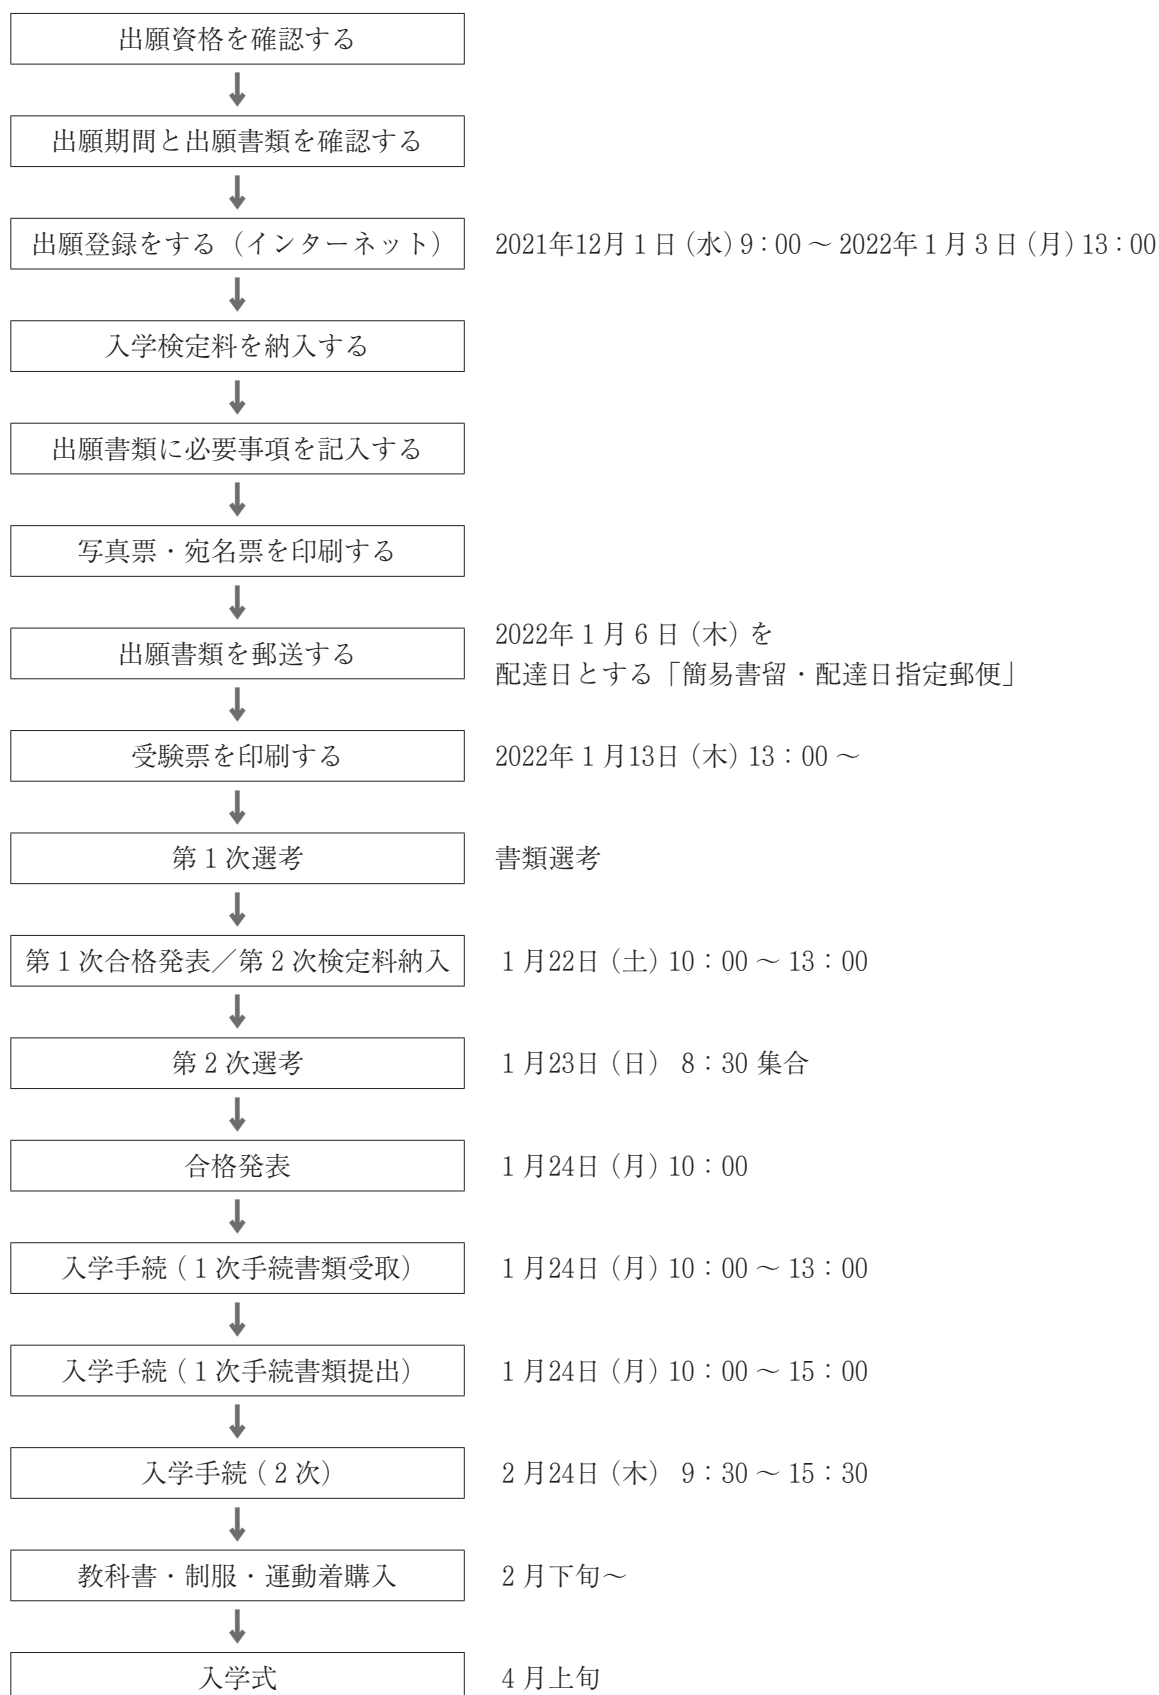 出願資格を確認する
出願期間と出願書類を確認する
出願登録をする（インターネット） 2021年12月1日（水）9：00～2022年1月3日（月）13：00
入学検定料を納入する
出願書類に必要事項を記入する
写真票・宛名票を印刷する
出願書類を郵送する
2022年1月6日（木）を
配達日とする「簡易書留・配達日指定郵便」
受験票を印刷する 2022年1月13日（木）13：00～
第1次選考 書類選考
第1次合格発表／第2次検定料納入 1月22日（土）10：00～13：00
第2次選考 1月23日（日） 8：30 集合
合格発表 1月24日（月）10：00
入学手続（1次手続書類受取） 1月24日（月）10：00～13：00
入学手続（1次手続書類提出） 1月24日（月）10：00～15：00
入学手続（2次） 2月24日（木） 9：30～15：30
教科書・制服・運動着購入 2月下旬～
入学式 4月上旬